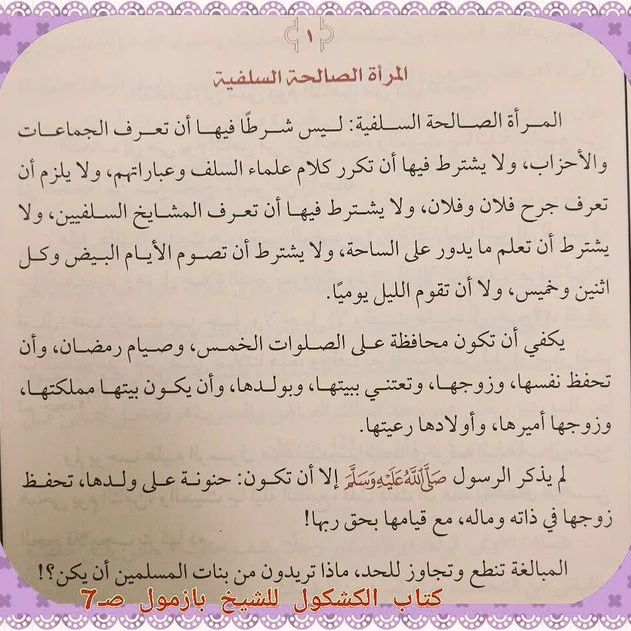 ١
المرأة الصالحة السلفية
المرأة الصالحة السلفية: ليس شرطًا فيها أن تعرف الجماعات
والأحزاب، ولا يشترط فيها أن تكرر كلام علماء السلف وعباراتهم، ولا يلزم أن
تعرف جرح فلان وفلان، ولا يشترط فيها أن تعرف المشايخ السلفيين، ولا
يشترط أن تعلم ما يدور على الساحة، ولا يشترط أن تصوم الأيام البيض وكل
اثنين وخميس، ولا أن تقوم الليل يوميًا.
يكفي أن تكون محافظة على الصلوات الخمس، وصيام رمضان، وأن
تحفظ نفسها، وزوجها، وتعتني ببيتها، وبولدها، وأن يكون بيتها مملكتها،
وزوجها أميرها، وأولادها رعيتها.
لم يذكر الرسول صَلَّى اللَّهُ عَلَيْهِ وَسَلَّمَ إلا أن تكون: حنونة على ولدها، تحفظ
زوجها في ذاته وماله، مع قيامها بحق ربها!
المبالغة تنطع وتجاوز للحد، ماذا تريدون من بنات المسلمين أن يكن؟!
كتاب الكشكول للشيخ بازمول صـ7